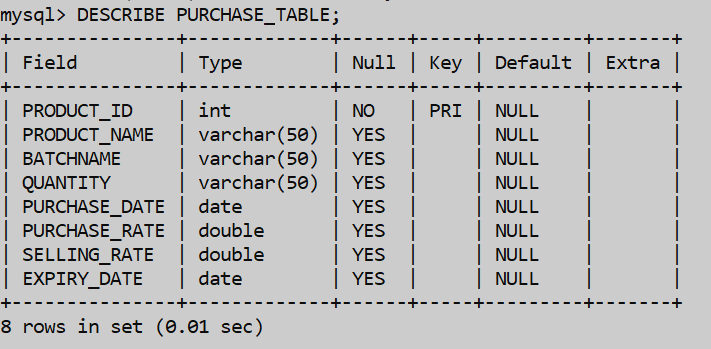 mysql> DESCRIBE PURCHASE_TABLE;
+---------------+-------------+------+-----+---------+-------+
| Field         | Type        | Null | Key | Default | Extra |
+---------------+-------------+------+-----+---------+-------+
| PRODUCT_ID    | int         | NO   | PRI | NULL    |       |
| PRODUCT_NAME  | varchar(50) | YES  |     | NULL    |       |
| BATCHNAME     | varchar(50) | YES  |     | NULL    |       |
| QUANTITY      | varchar(50) | YES  |     | NULL    |       |
| PURCHASE_DATE | date        | YES  |     | NULL    |       |
| PURCHASE_RATE | double      | YES  |     | NULL    |       |
| SELLING_RATE  | double      | YES  |     | NULL    |       |
| EXPIRY_DATE   | date        | YES  |     | NULL    |       |
+---------------+-------------+------+-----+---------+-------+
8 rows in set (0.01 sec)